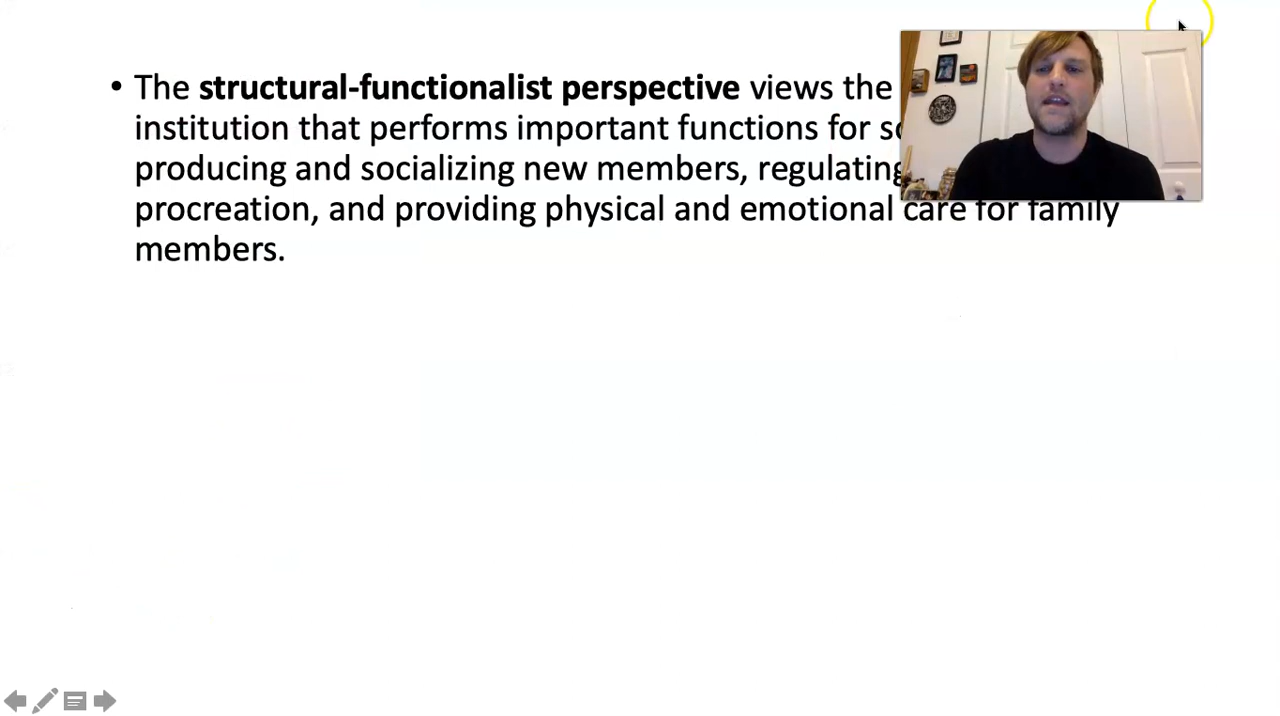 • The structural-functionalist perspective views the
institution that performs important functions for
producing and socializing new members, regulating
procreation, and providing physical and emotional care for family
members.